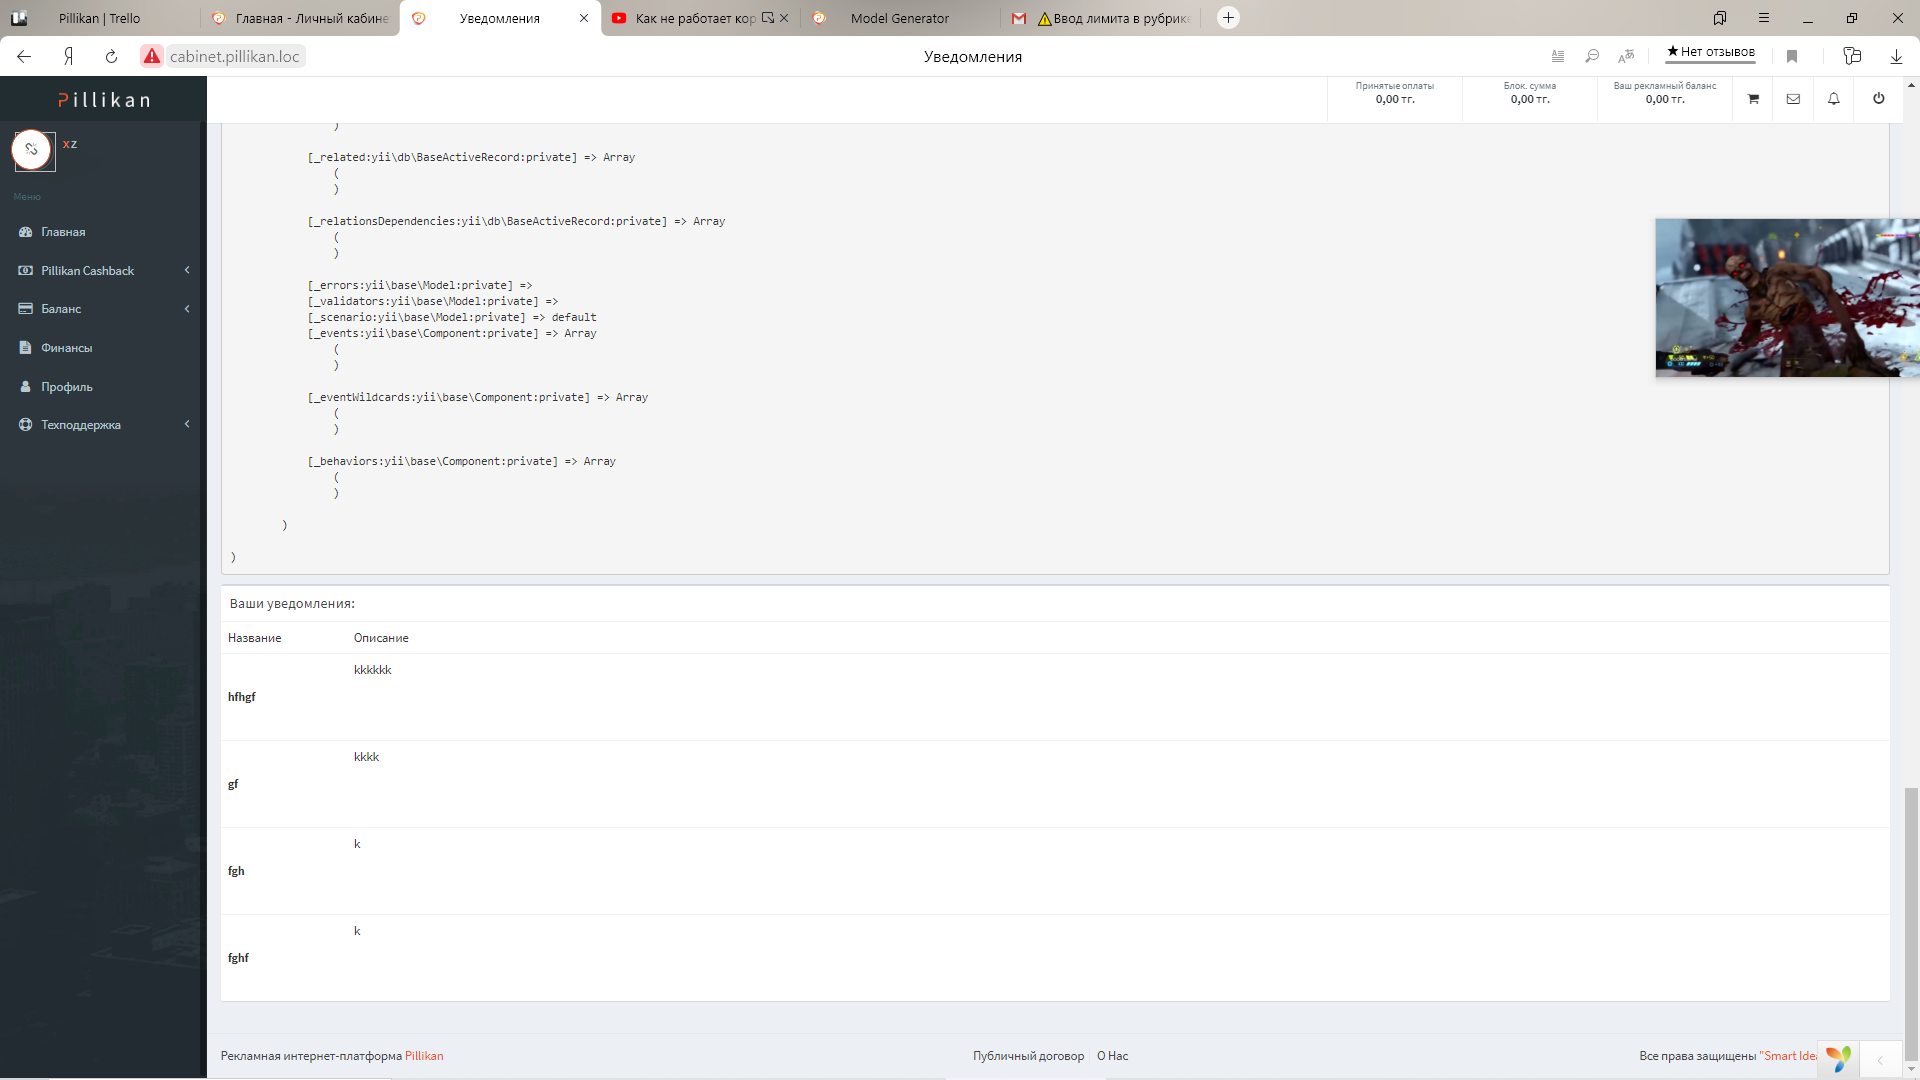 Pillikan | Trello
Главная - Личный кабине
Уведомления
Как не работает кор
Model Generator
Ввод лимита в рубрике
cabinet.pillikan.loc
Уведомления
★ Нет отзывов
Pillikan
Принятые оплаты
0,00 тг.
Блок. сумма
0,00 тг.
Ваш рекламный баланс
0,00 тг.
xz
Меню
Главная
Pillikan Cashback
Баланс
Финансы
Профиль
Техподдержка
)
[_related:yii\db\BaseActiveRecord:private] => Array
(
)
[_relationsDependencies:yii\db\BaseActiveRecord:private] => Array
(
)
[_errors:yii\base\Model:private] =>
[_validators:yii\base\Model:private] =>
[_scenario:yii\base\Model:private] => default
[_events:yii\base\Component:private] => Array
(
)
[_eventWildcards:yii\base\Component:private] => Array
(
)
[_behaviors:yii\base\Component:private] => Array
(
)
)
)
Ваши уведомления:
Название Описание
kkkkkk
hfhgf
kkkk
gf
k
fgh
k
fghf
Рекламная интернет-платформа Pillikan
Публичный договор О Нас
Все права защищены "Smart Idea